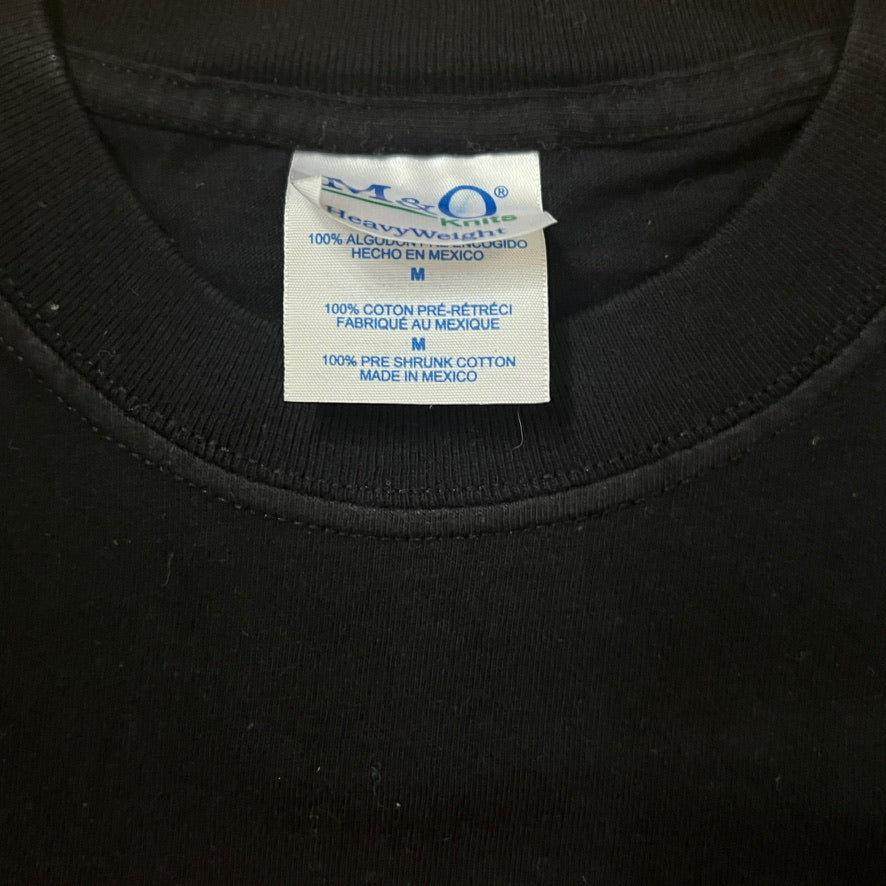 M&O®
Knits
HeavyWeight
100% ALGODON PRE ENCOGIDO
HECHO EN MEXICO
M
100% COTON PRÉ-RÉTRÉCI
FABRIQUÉ AU MEXIQUE
M
100% PRE SHRUNK COTTON
MADE IN MEXICO